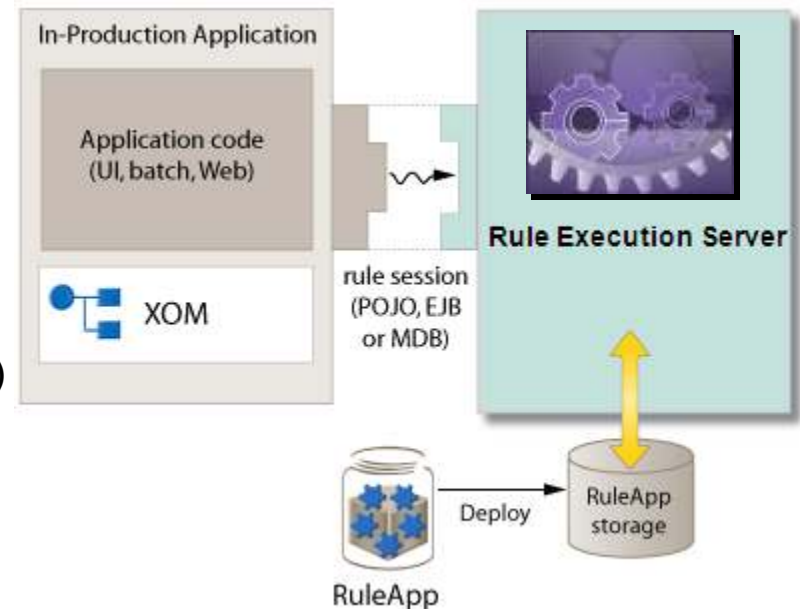 In-Production Application
Application code
(UI, batch, Web)
XOM
)
rule session
(POJO, EJB
or MDB)
Rule Execution Server
RuleApp
storage
Deploy
RuleApp